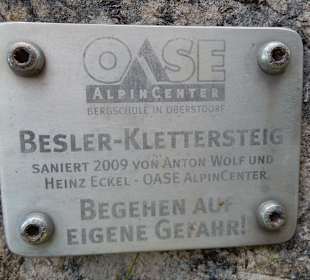 OASE
ALPINCENTER
BERGSCHULE IN OBERSTDORF
BESLER-KLETTERSTEIG
SANIERT 2009 VON ANTON WOLF UND
HEINZ ECKEL - OASE ALPINCENTER
BEGEHEN AUF
EIGENE GEFAHR!